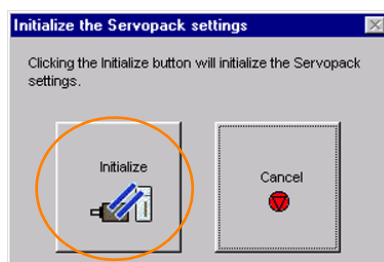 Initialize the Servopack settings
Clicking the Initialize button will initialize the Servopack
settings.
Initialize
Cancel